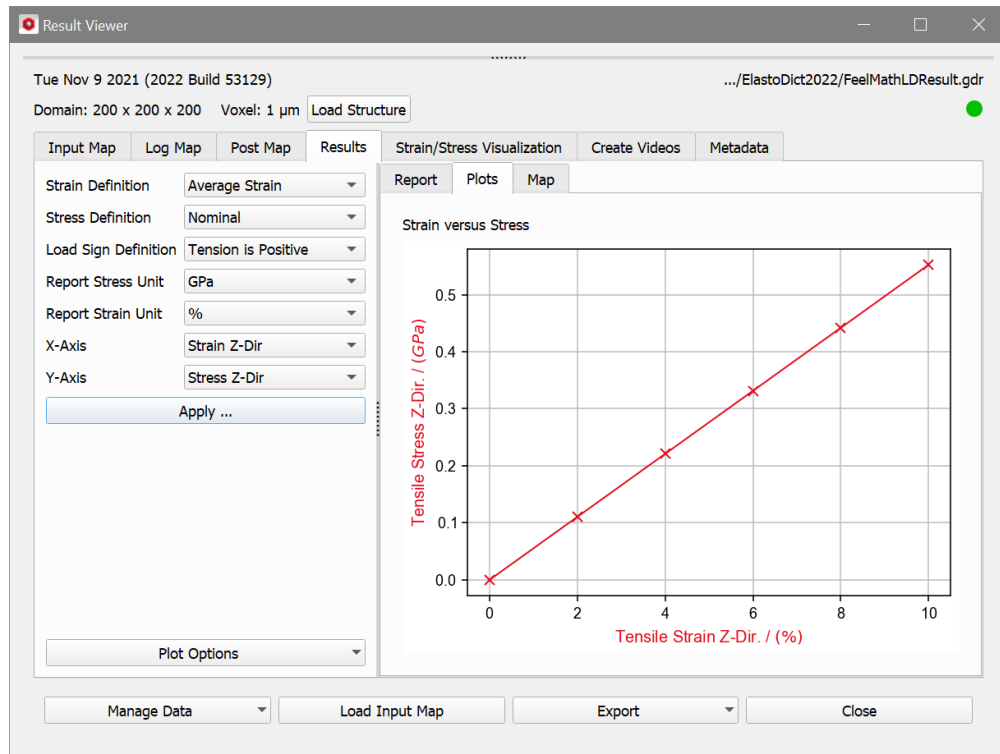 Result Viewer
Tue Nov 9 2021 (2022 Build 53129)
.../ElastoDict2022/FeelMathLDResult.gdr
Domain: 200 x 200 x 200 Voxel: 1 µm Load Structure
Input Map Log Map Post Map Results Strain/Stress Visualization Create Videos Metadata
Strain Definition Average Strain
Stress Definition Nominal
Load Sign Definition Tension is Positive
Report Stress Unit GPa
Report Strain Unit %
X-Axis Strain Z-Dir
Y-Axis Stress Z-Dir
Apply ...
Plot Options
Report Plots Map
Strain versus Stress
Tensile Stress Z-Dir. / (GPa)
0.5
0.4
0.3
0.2
0.1
0.0
0 2 4 6 8 10
Tensile Strain Z-Dir. / (%)
Manage Data Load Input Map Export Close